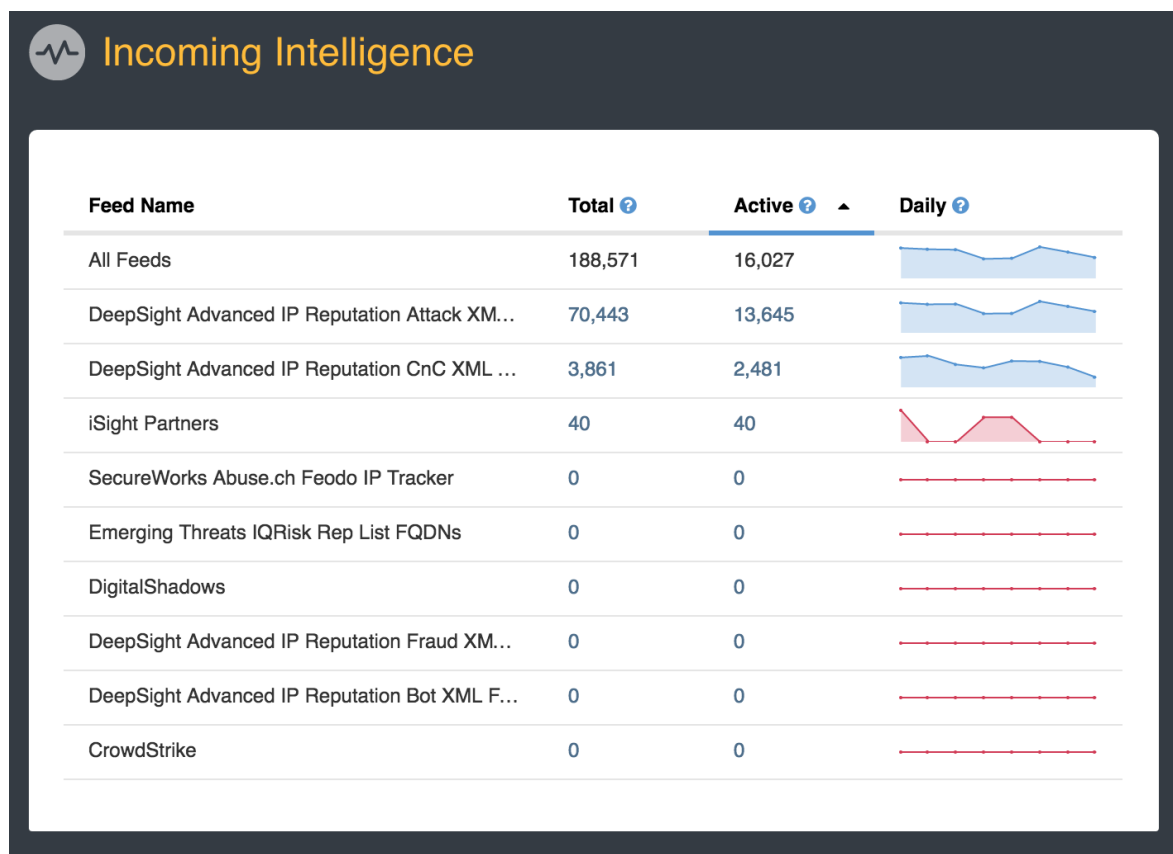 Incoming Intelligence
Feed Name Total ? Active ? Daily ?
All Feeds 188,571 16,027
DeepSight Advanced IP Reputation Attack XM... 70,443 13,645
DeepSight Advanced IP Reputation CnC XML ... 3,861 2,481
iSight Partners 40 40
SecureWorks Abuse.ch Feodo IP Tracker 0 0
Emerging Threats IQRisk Rep List FQDNs 0 0
DigitalShadows 0 0
DeepSight Advanced IP Reputation Fraud XM... 0 0
DeepSight Advanced IP Reputation Bot XML F... 0 0
CrowdStrike 0 0